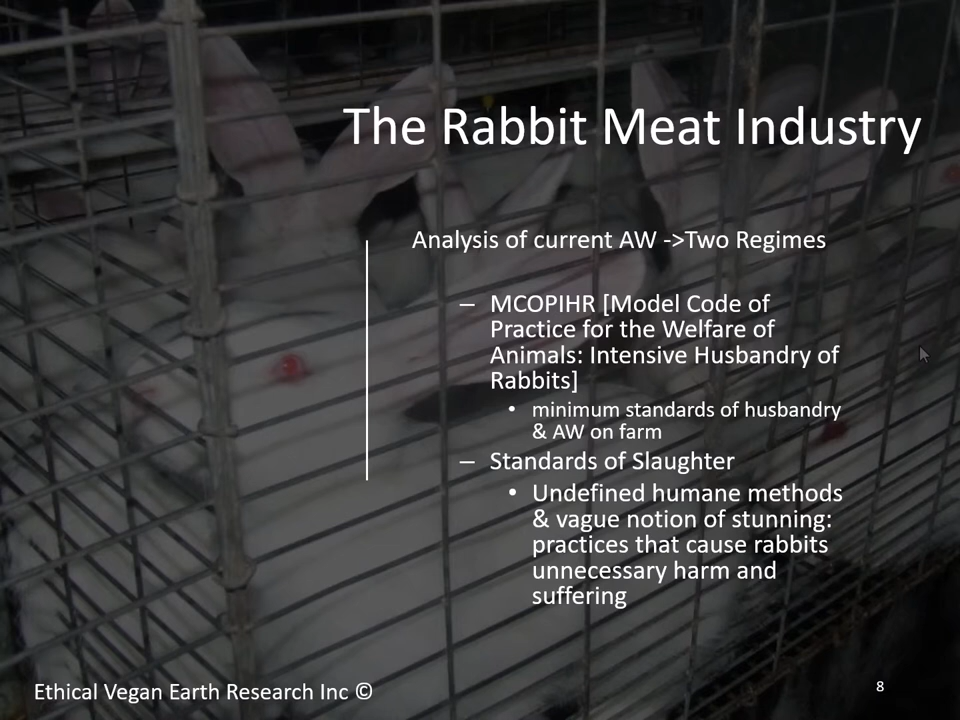 The Rabbit Meat Industry
Analysis of current AW ->Two Regimes
– MCOPIHR [Model Code of
Practice for the Welfare of
Animals: Intensive Husbandry of
Rabbits]
• minimum standards of husbandry
& AW on farm
– Standards of Slaughter
• Undefined humane methods
& vague notion of stunning:
practices that cause rabbits
unnecessary harm and
suffering
Ethical Vegan Earth Research Inc ©
8